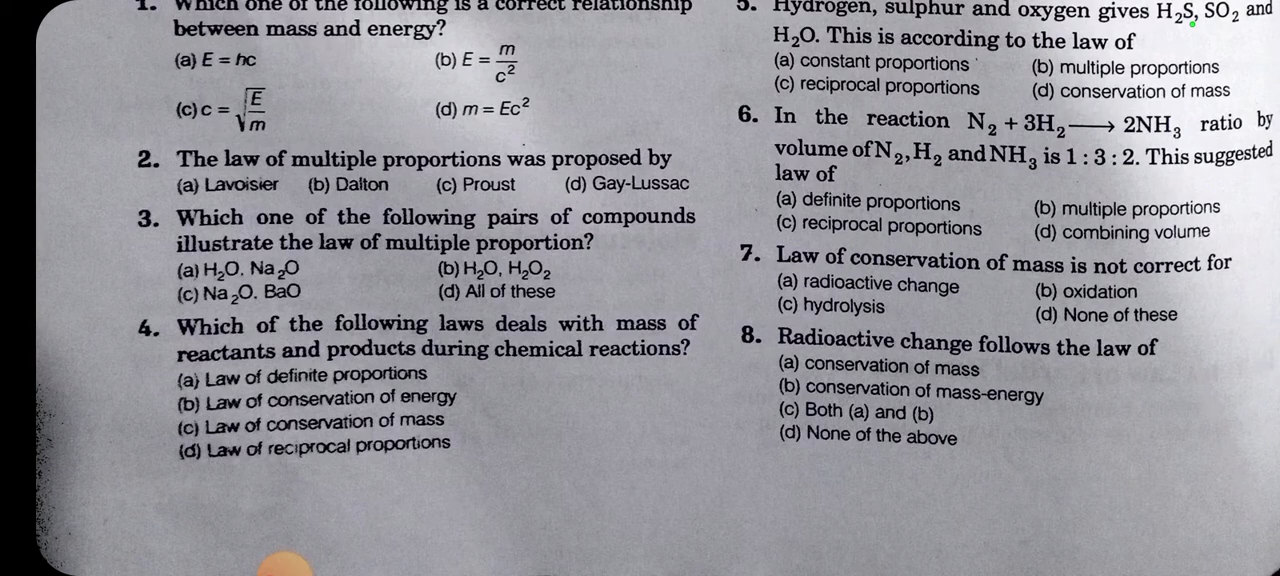 1. Which one of the following is a correct relationship
between mass and energy?
(a) E = hc (b) E = m/c²
(c) c = √(E/m) (d) m = Ec²
2. The law of multiple proportions was proposed by
(a) Lavoisier (b) Dalton (c) Proust (d) Gay-Lussac
3. Which one of the following pairs of compounds
illustrate the law of multiple proportion?
(a) H₂O. Na₂O (b) H₂O, H₂O₂
(c) Na₂O. BaO (d) All of these
4. Which of the following laws deals with mass of
reactants and products during chemical reactions?
(a) Law of definite proportions
(b) Law of conservation of energy
(c) Law of conservation of mass
(d) Law of reciprocal proportions
5. Hydrogen, sulphur and oxygen gives H₂S, SO₂ and
H₂O. This is according to the law of
(a) constant proportions (b) multiple proportions
(c) reciprocal proportions (d) conservation of mass
6. In the reaction N₂ + 3H₂ ⟶ 2NH₃ ratio by
volume of N₂, H₂ and NH₃ is 1 : 3 : 2. This suggested
law of
(a) definite proportions (b) multiple proportions
(c) reciprocal proportions (d) combining volume
7. Law of conservation of mass is not correct for
(a) radioactive change (b) oxidation
(c) hydrolysis (d) None of these
8. Radioactive change follows the law of
(a) conservation of mass
(b) conservation of mass-energy
(c) Both (a) and (b)
(d) None of the above